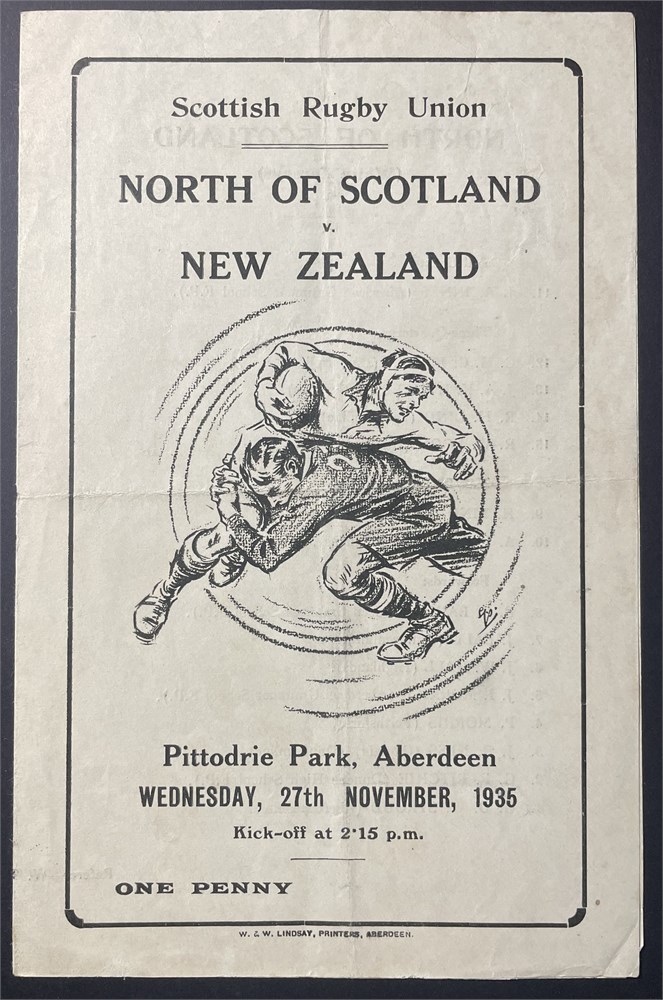 Scottish Rugby Union
NORTH OF SCOTLAND
v.
NEW ZEALAND
Pittodrie Park, Aberdeen
WEDNESDAY, 27th NOVEMBER, 1935
Kick-off at 2·15 p.m.
ONE PENNY
W. & W. LINDSAY, PRINTERS, ABERDEEN.